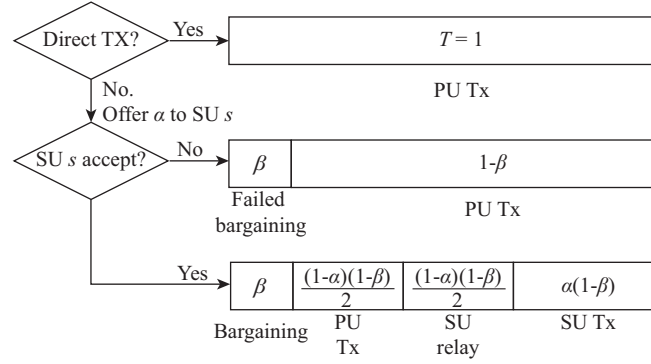 Direct TX?
Yes
T = 1
PU Tx
No.
Offer α to SU s
SU s accept?
No
β
1-β
Failed
bargaining
PU Tx
Yes
β
(1-α)(1-β)
2
(1-α)(1-β)
2
α(1-β)
Bargaining
PU
Tx
SU
relay
SU Tx